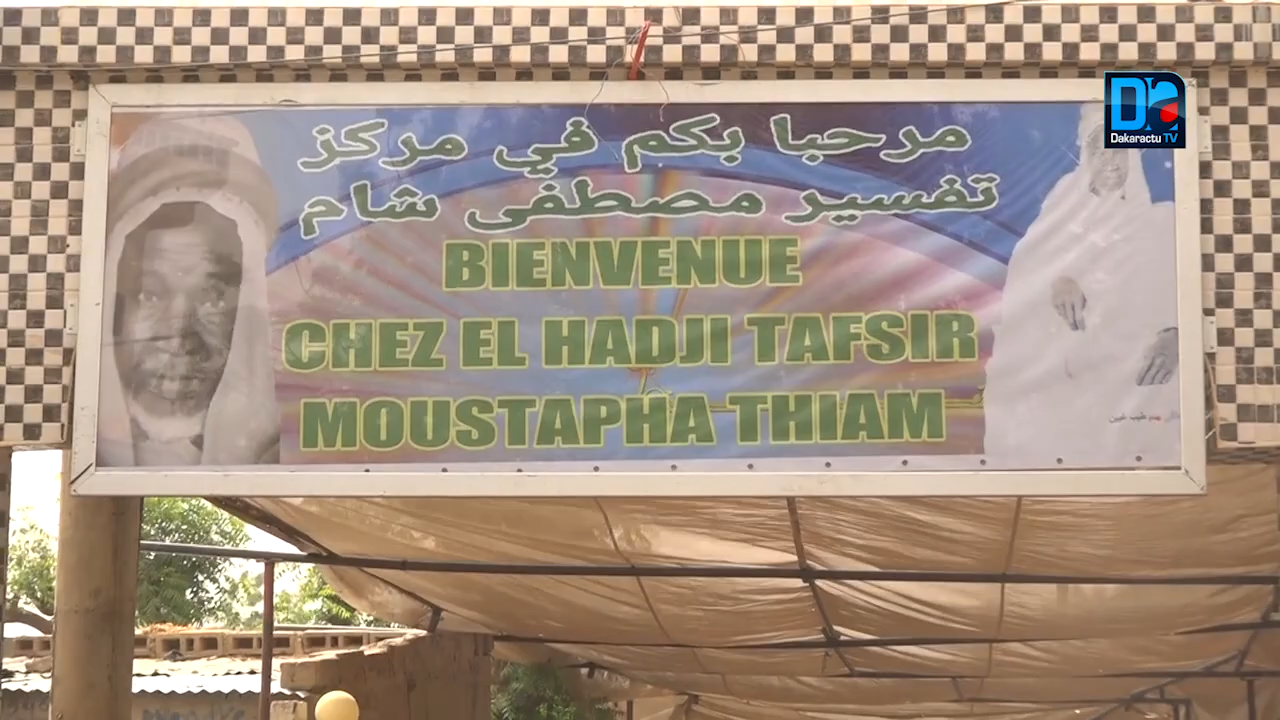 مرحبا بكم في مركز
تفسير مصطفى شام
BIENVENUE
CHEZ EL HADJI TAFSIR
MOUSTAPHA THIAM
Dakaractu TV